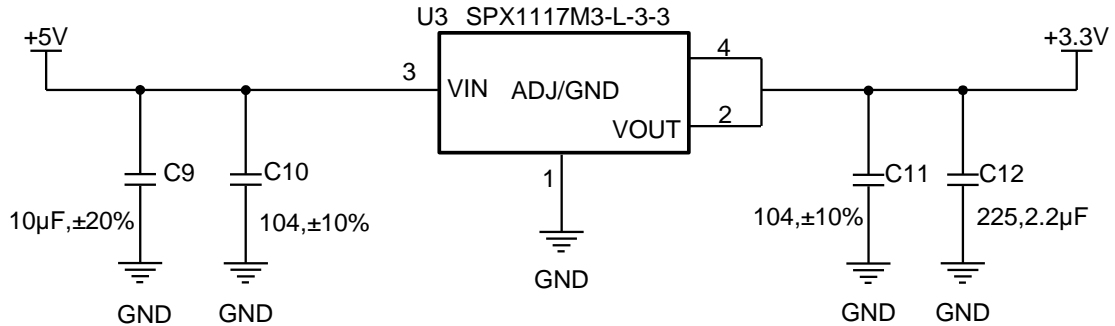 U3 SPX1117M3-L-3-3
+5V
+3.3V
4
3
VIN ADJ/GND
2
VOUT
1
C9
C10
C11
C12
10µF,±20%
104,±10%
104,±10%
225,2.2µF
GND
GND
GND
GND
GND